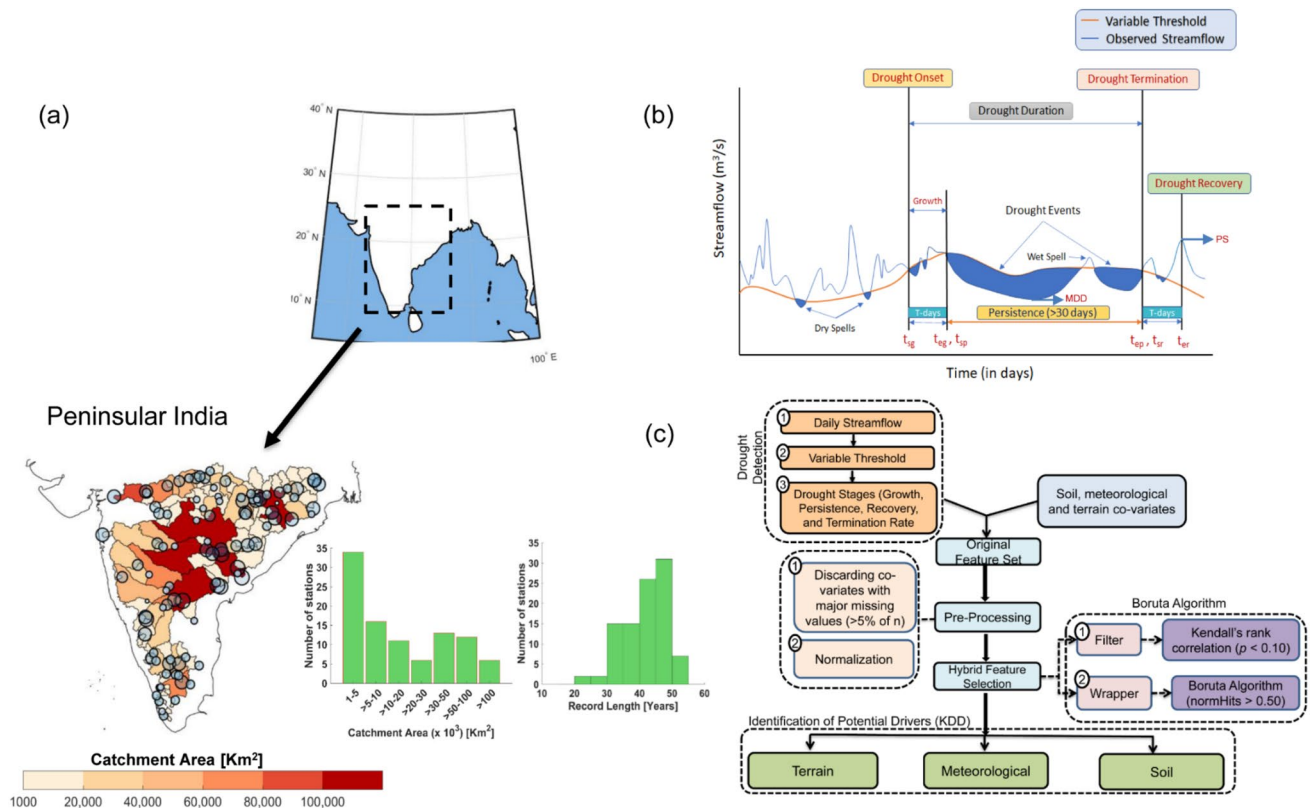 (a)
40° N
30° N
20° N
10° N
100° E
Peninsular India
Catchment Area [Km²]
1000 20,000 40,000 60,000 80,000 100,000
Number of stations
35
30
25
20
15
10
5
0
1-5 >5-10 >10-20 >20-30 >30-50 >50-100 >100
Catchment Area (x 10³) [Km²]
Number of stations
35
30
25
20
15
10
5
0
10 20 30 40 50 60
Record Length [Years]
(b)
Variable Threshold
Observed Streamflow
Drought Onset
Drought Termination
Drought Duration
Drought Recovery
Growth
Drought Events
PS
Wet Spell
MDD
Dry Spells
T-days
Persistence (>30 days)
T-days
tsg
teg , tsp
tep , tsr
ter
Streamflow (m³/s)
Time (in days)
(c)
Drought
Detection
1
Daily Streamflow
2
Variable Threshold
3
Drought Stages (Growth,
Persistence, Recovery,
and Termination Rate
Soil, meteorological
and terrain co-variates
Original
Feature Set
1
Discarding co-
variates with
major missing
values (>5% of n)
2
Normalization
Pre-Processing
Hybrid Feature
Selection
Boruta Algorithm
1
Filter
Kendall's rank
correlation (p < 0.10)
2
Wrapper
Boruta Algorithm
(normHits > 0.50)
Identification of Potential Drivers (KDD)
Terrain
Meteorological
Soil